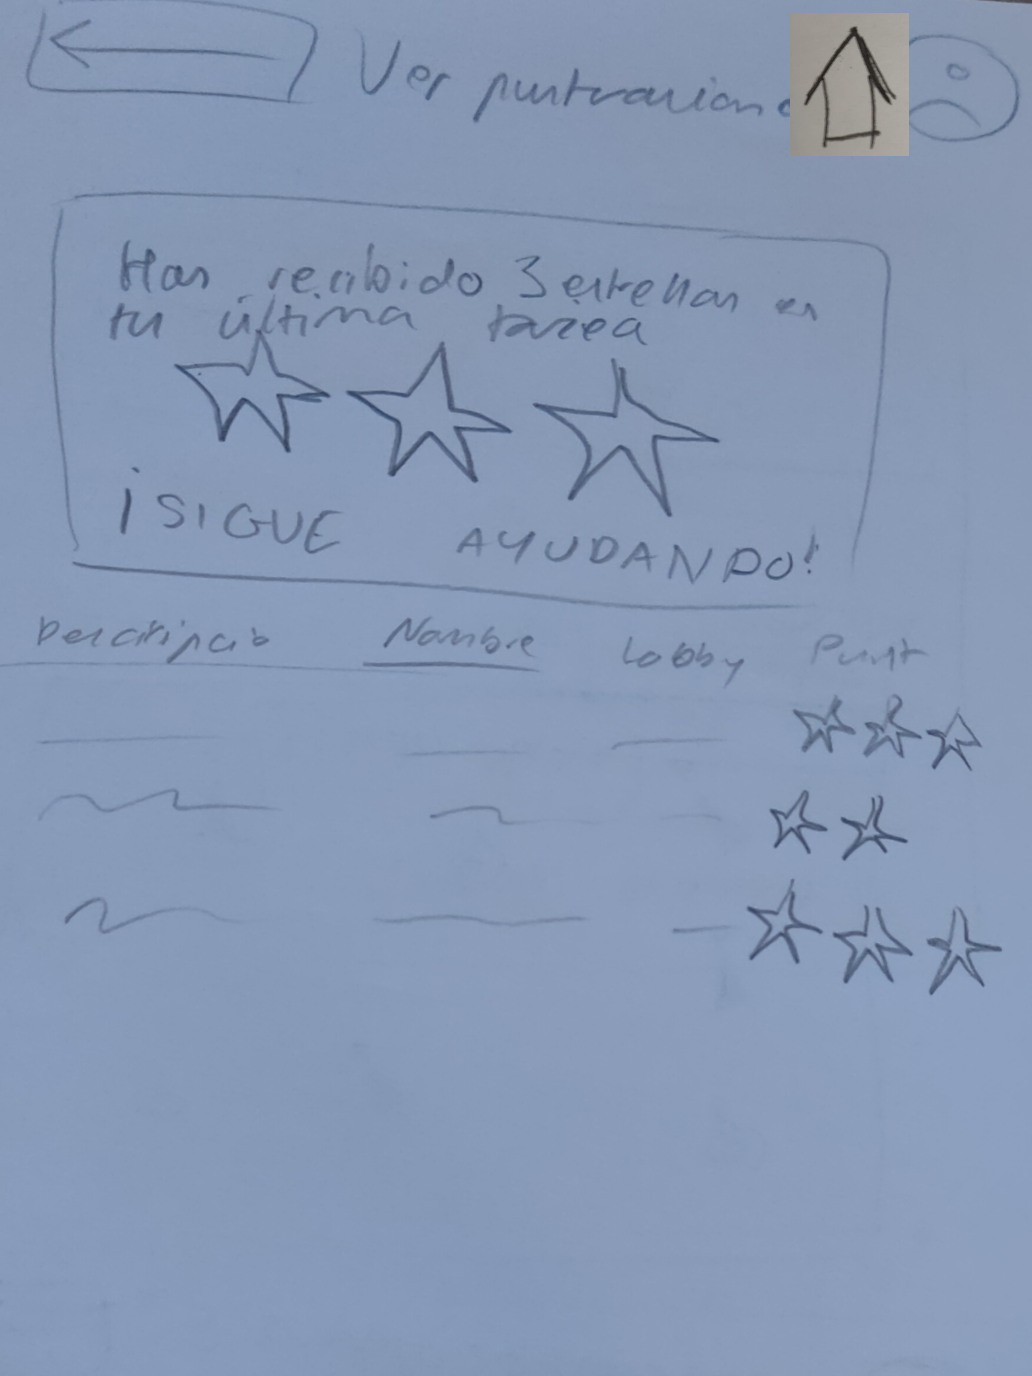 Ver puntuacion
Has recibido 3 estrellas en
tu última tarea
¡SIGUE AYUDANDO!
Descripció Nombre Lobby Punt